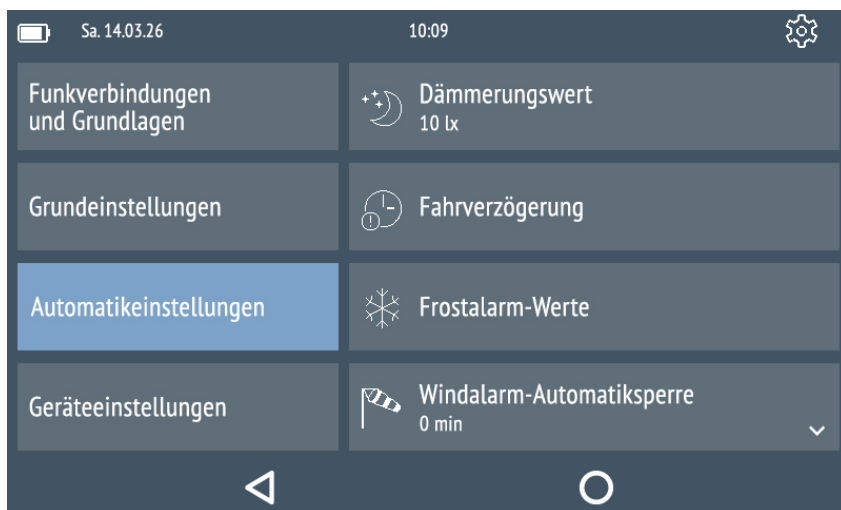 Sa. 14.03.26
10:09
Funkverbindungen
und Grundlagen
Dämmerungswert
10 lx
Grundeinstellungen
Fahrverzögerung
Automatikeinstellungen
Frostalarm-Werte
Geräteeinstellungen
Windalarm-Automatiksperre
0 min